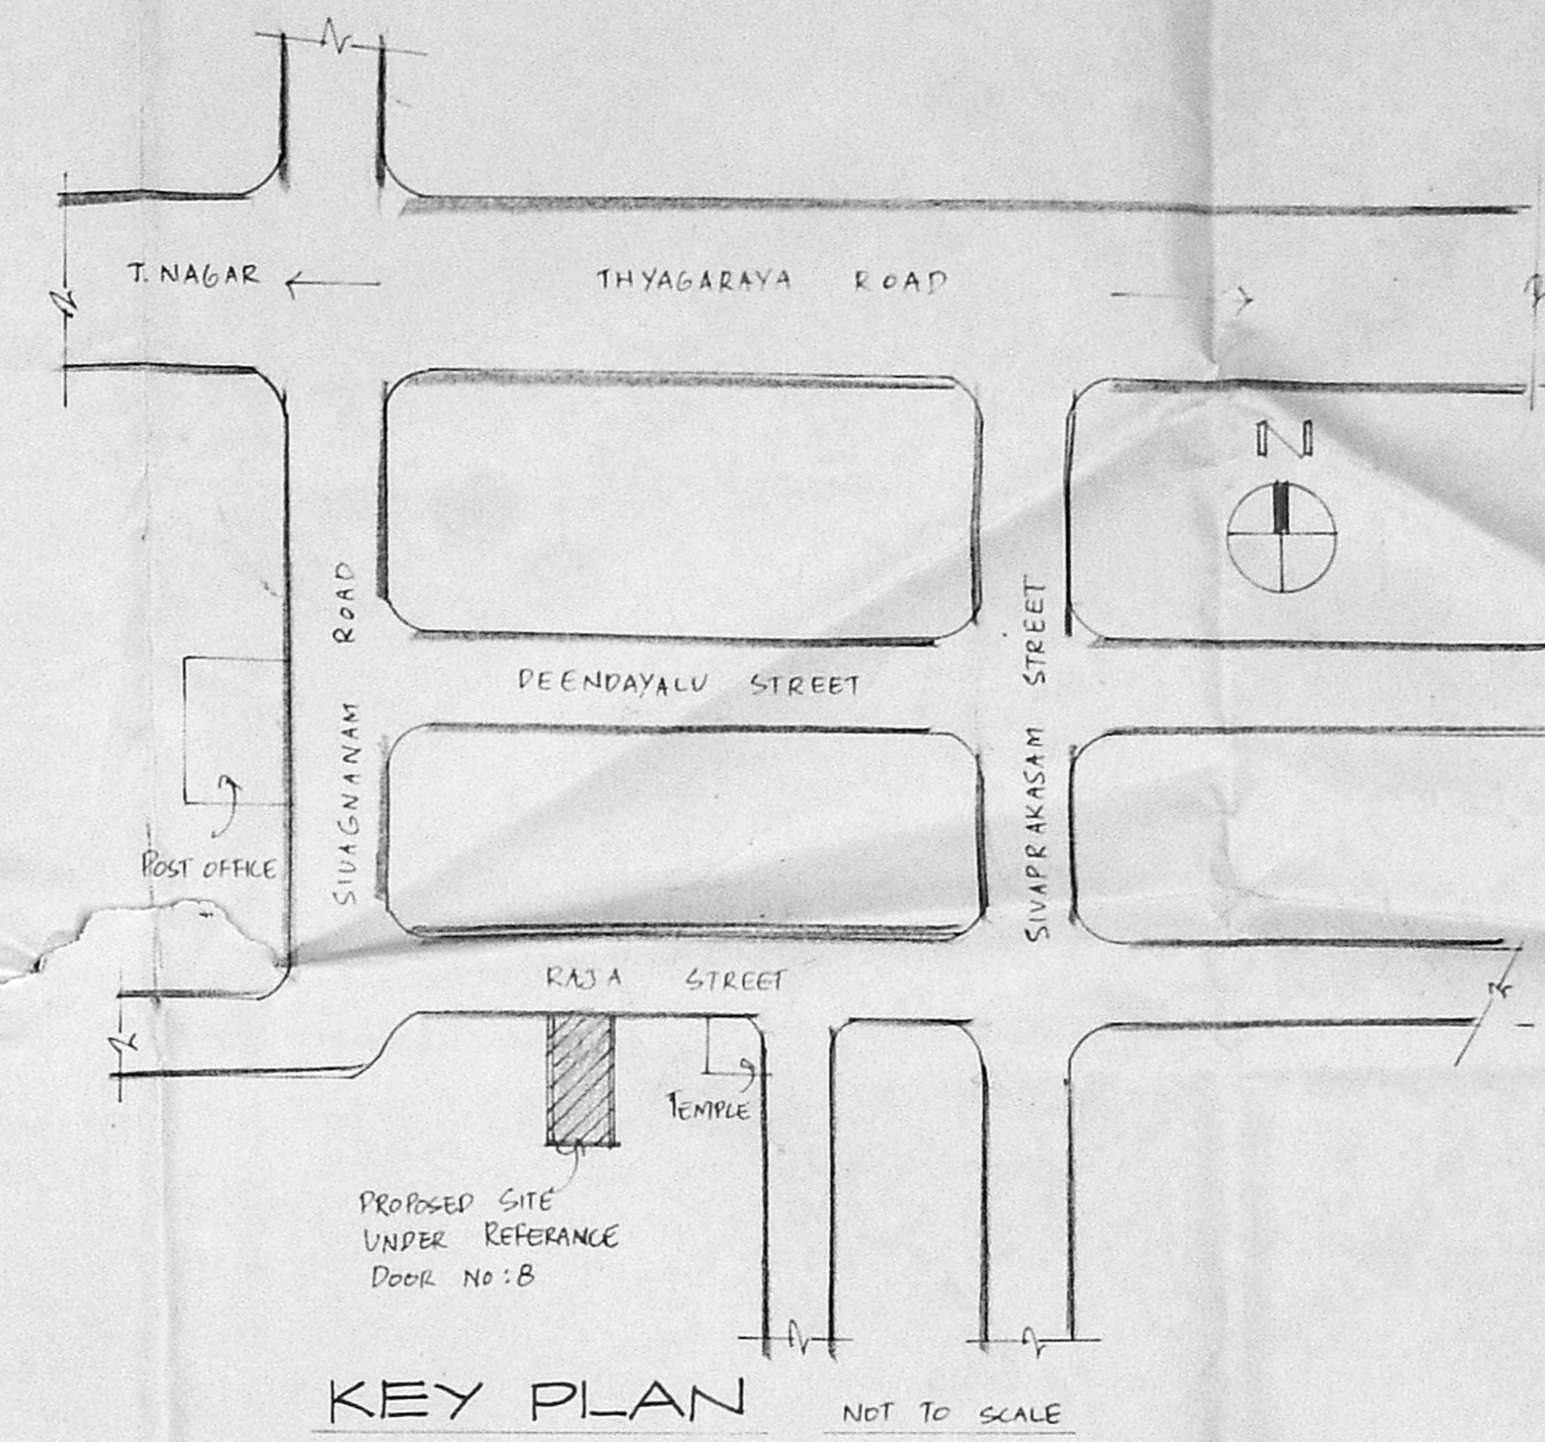 T. NAGAR
THYAGARAYA ROAD
N
SIVAGNANAM ROAD
DEENDAYALU STREET
SIVAPRAKASAM STREET
POST OFFICE
RAJA STREET
TEMPLE
PROPOSED SITE
UNDER REFERANCE
DOOR NO:8
KEY PLAN NOT TO SCALE